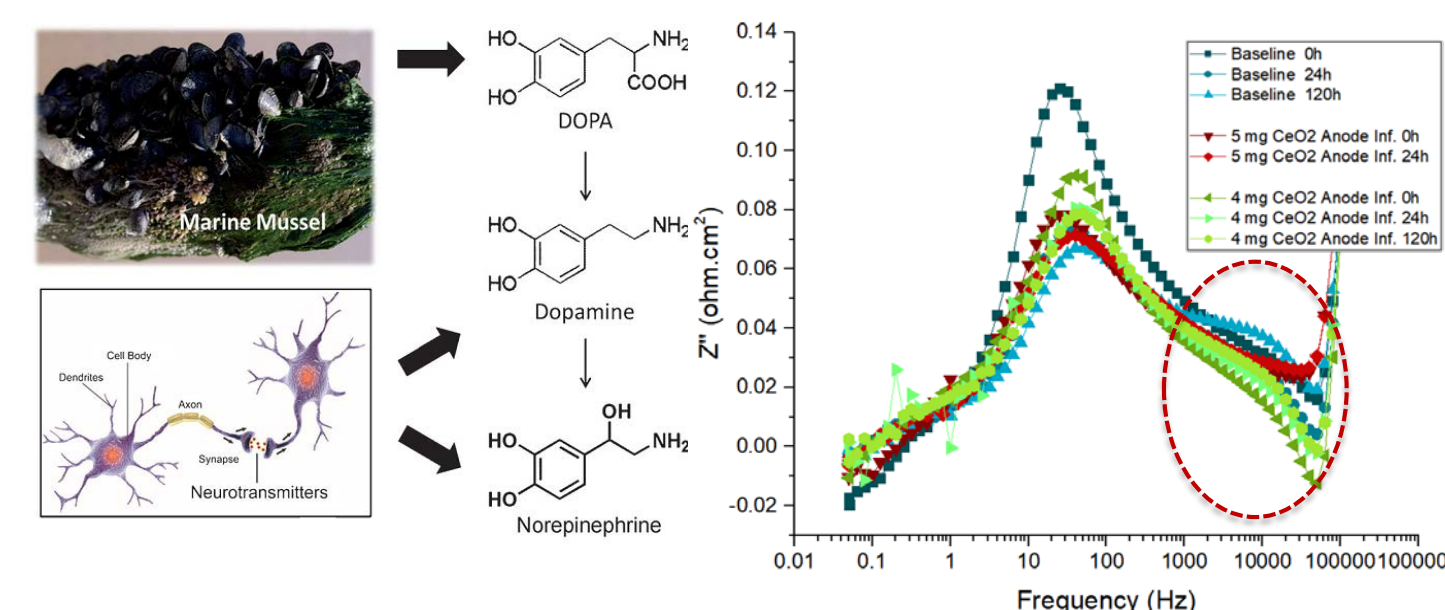 Marine Mussel
HO
NH2
HO
COOH
DOPA
HO
NH2
HO
Dopamine
OH
HO
NH2
HO
Norepinephrine
Cell Body
Dendrites
Axon
Synapse
Neurotransmitters
Z'' (ohm.cm²)
0.14
0.12
0.10
0.08
0.06
0.04
0.02
0.00
-0.02
Baseline 0h
Baseline 24h
Baseline 120h
5 mg CeO2 Anode Inf. 0h
5 mg CeO2 Anode Inf. 24h
4 mg CeO2 Anode Inf. 0h
4 mg CeO2 Anode Inf. 24h
4 mg CeO2 Anode Inf. 120h
0.01 0.1 1 10 100 1000 10000 100000 100000
Frequency (Hz)